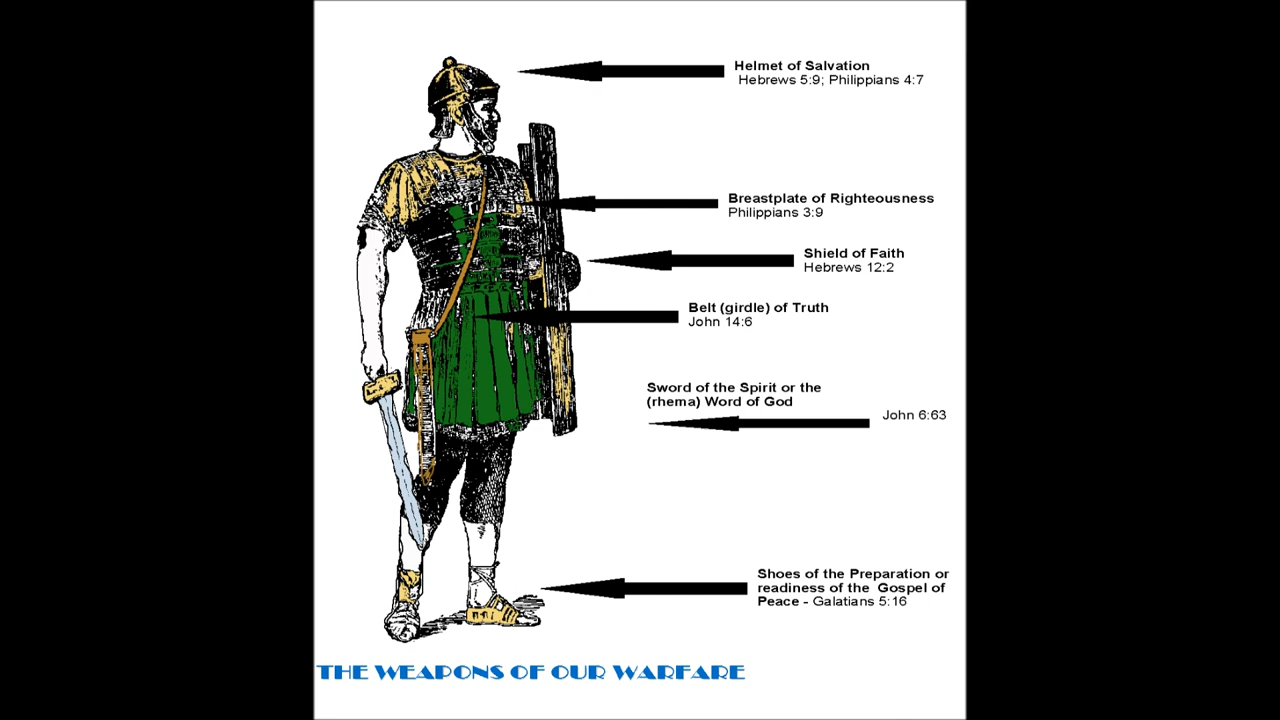 Helmet of Salvation
Hebrews 5:9; Philippians 4:7
Breastplate of Righteousness
Philippians 3:9
Shield of Faith
Hebrews 12:2
Belt (girdle) of Truth
John 14:6
Sword of the Spirit or the
(rhema) Word of God
John 6:63
Shoes of the Preparation or
readiness of the Gospel of
Peace - Galatians 5:16
THE WEAPONS OF OUR WARFARE